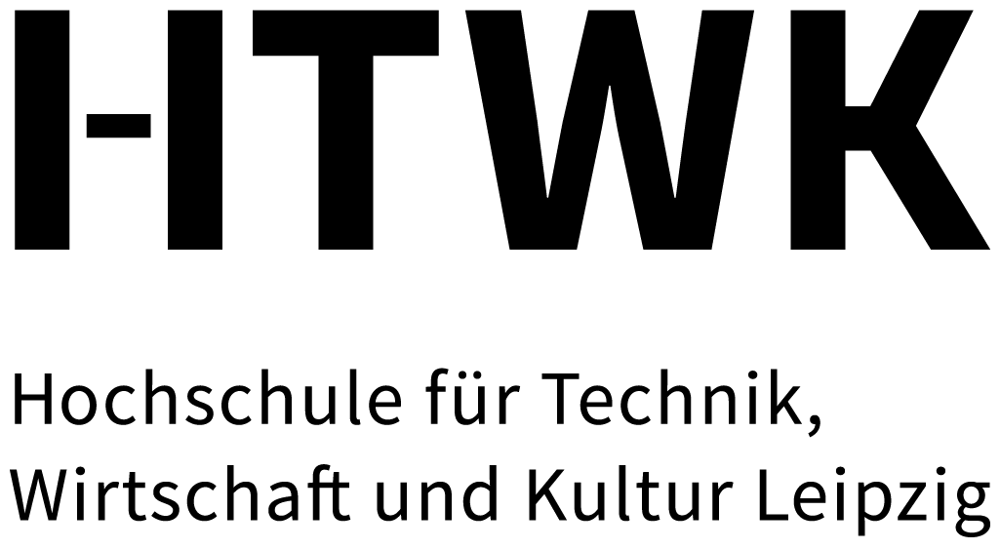 HTWK
Hochschule für Technik,
Wirtschaft und Kultur Leipzig